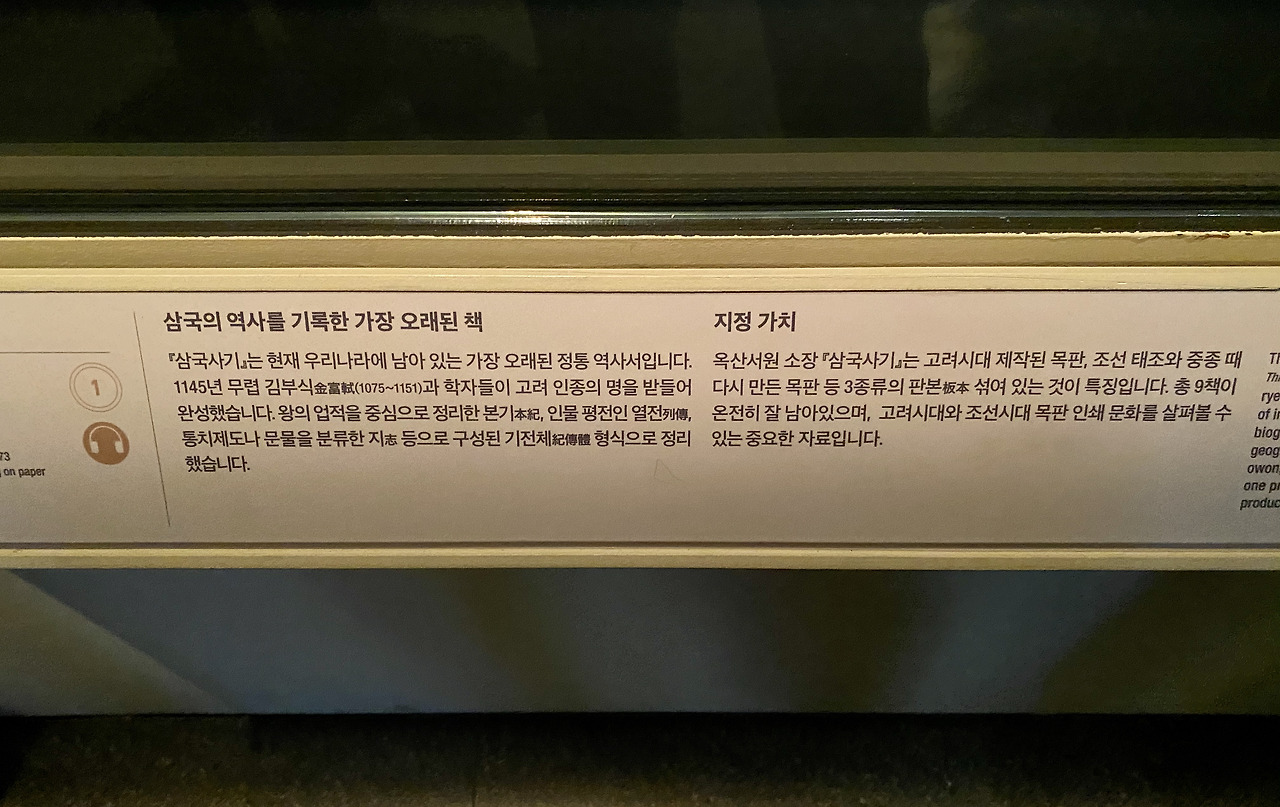 1
73
on paper
삼국의 역사를 기록한 가장 오래된 책
『삼국사기』는 현재 우리나라에 남아 있는 가장 오래된 정통 역사서입니다.
1145년 무렵 김부식金富軾(1075~1151)과 학자들이 고려 인종의 명을 받들어
완성했습니다. 왕의 업적을 중심으로 정리한 본기本紀, 인물 평전인 열전列傳,
통치제도나 문물을 분류한 지志 등으로 구성된 기전체紀傳體 형식으로 정리
했습니다.
지정 가치
옥산서원 소장 『삼국사기』는 고려시대 제작된 목판, 조선 태조와 중종 때
다시 만든 목판 등 3종류의 판본板本 섞여 있는 것이 특징입니다. 총 9책이
온전히 잘 남아있으며, 고려시대와 조선시대 목판 인쇄 문화를 살펴볼 수
있는 중요한 자료입니다.
rye
of i
biog
geog
owon
one p
produc